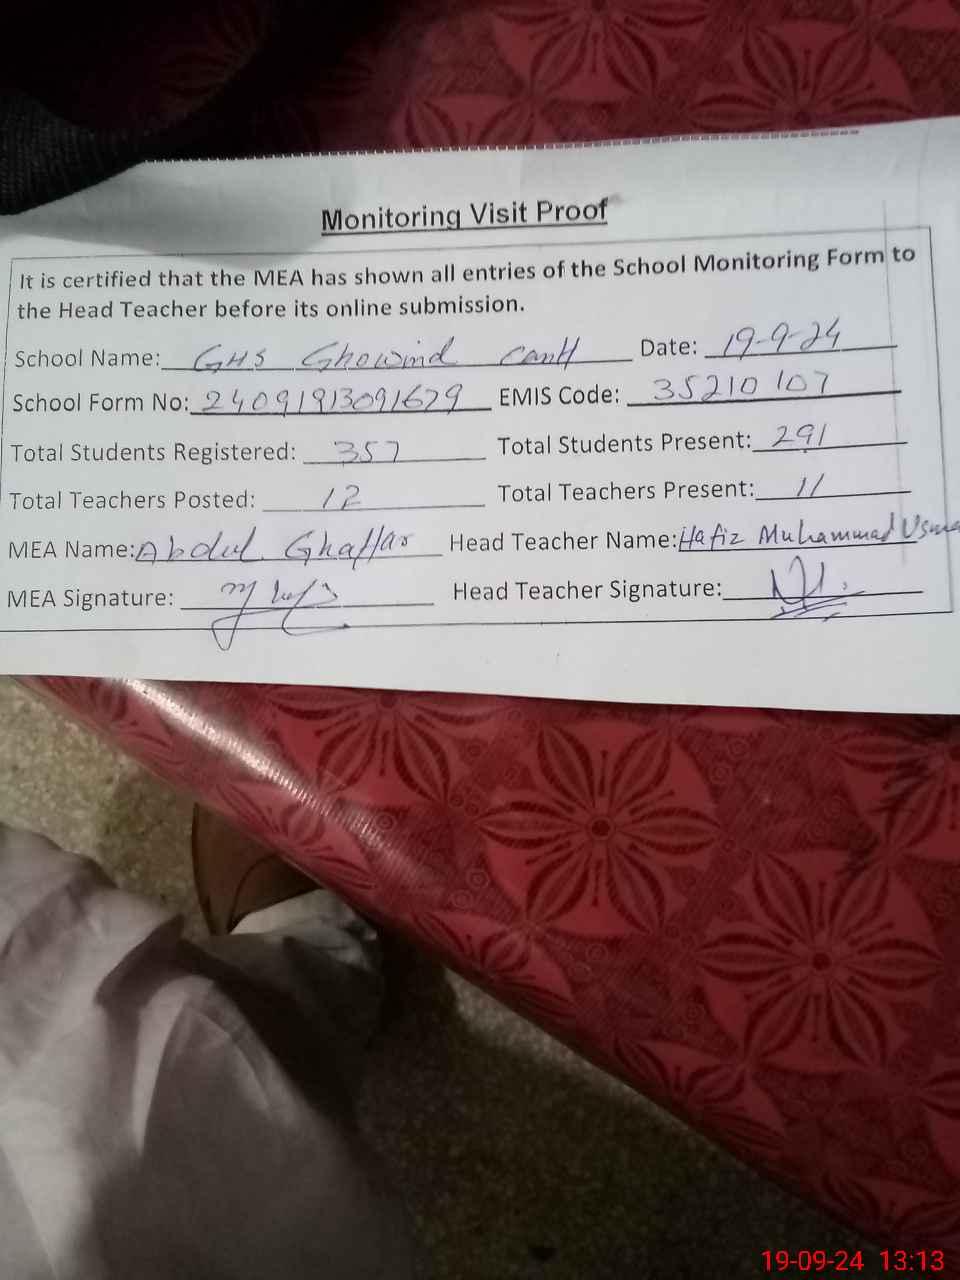 Monitoring Visit Proof
It is certified that the MEA has shown all entries of the School Monitoring Form to
the Head Teacher before its online submission.
School Name: GHS Ghowind Cantt Date: 19-9-24
School Form No: 24091913091679 EMIS Code: 35210107
Total Students Registered: 357 Total Students Present: 291
Total Teachers Posted: 12 Total Teachers Present: 11
MEA Name: Abdul Ghaffar Head Teacher Name: Hafiz Muhammad
MEA Signature: Head Teacher Signature:
19-09-24 13:13